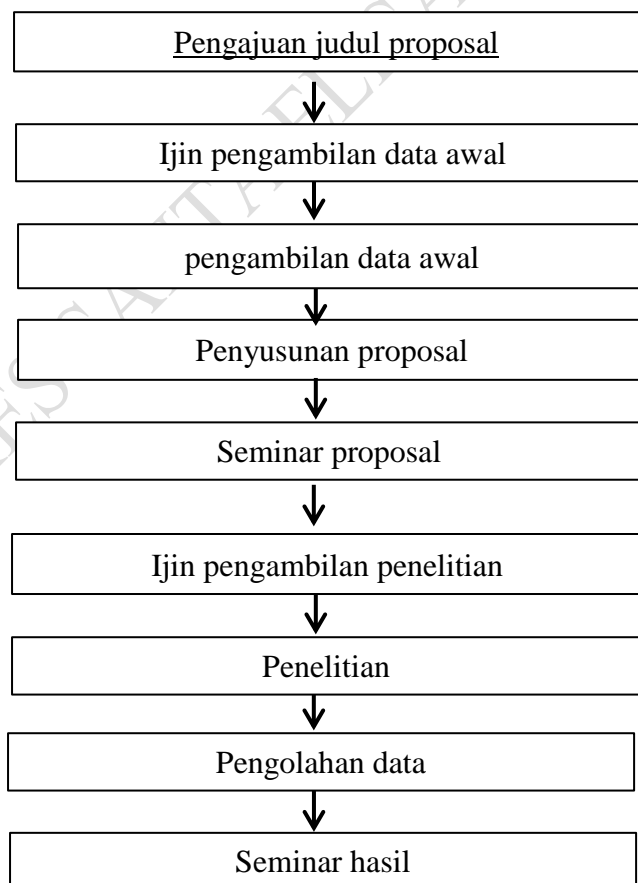 Pengajuan judul proposal
Ijin pengambilan data awal
pengambilan data awal
Penyusunan proposal
Seminar proposal
Ijin pengambilan penelitian
Penelitian
Pengolahan data
Seminar hasil